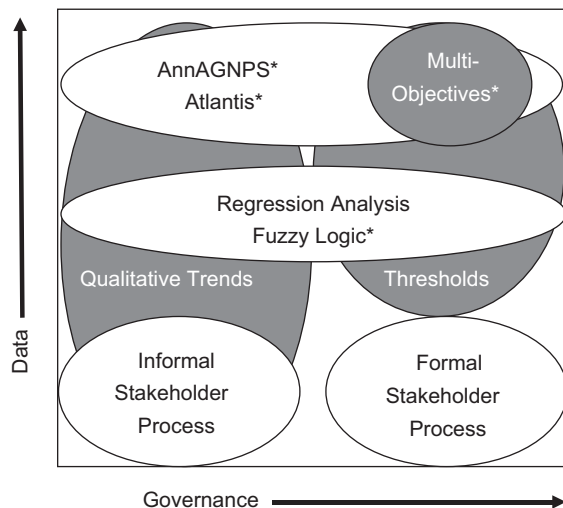 AnnAGNPS*
Atlantis*
Multi-
Objectives*
Regression Analysis
Fuzzy Logic*
Qualitative Trends
Thresholds
Informal
Stakeholder
Process
Formal
Stakeholder
Process
Data
Governance